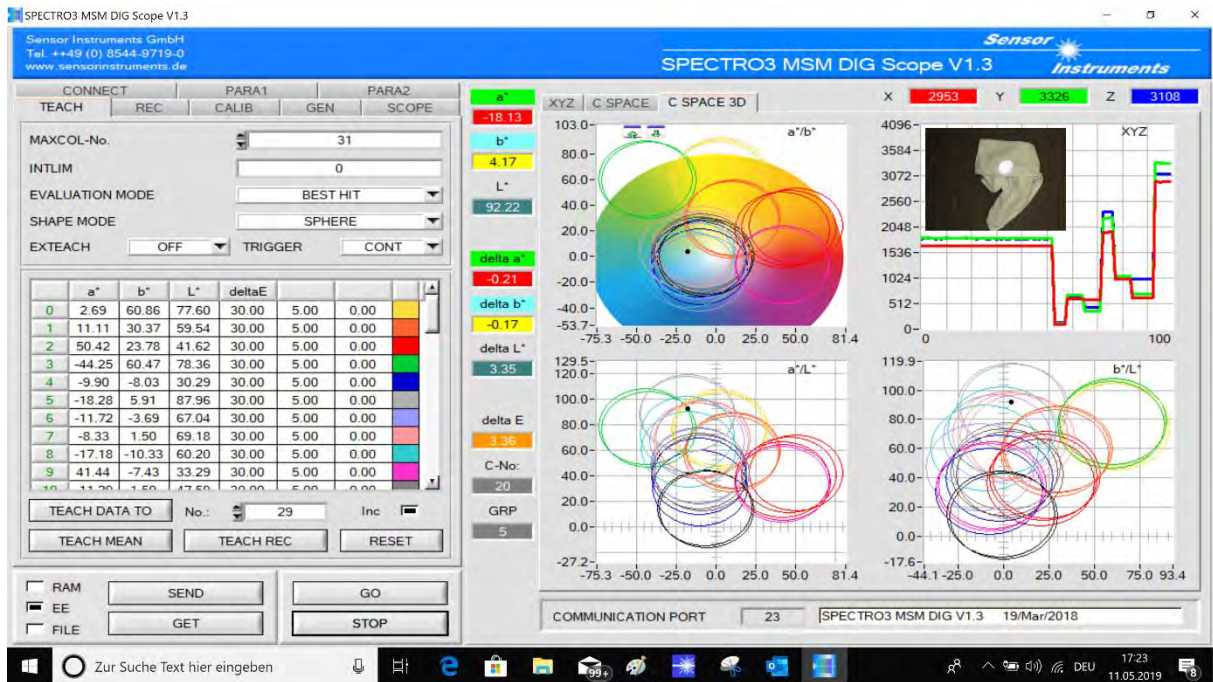 SPECTRO3 MSM DIG Scope V1.3
Sensor Instruments GmbH
Tel. ++49 (0) 8544-9719-0
www.sensorinstruments.de
Sensor
Instruments
SPECTRO3 MSM DIG Scope V1.3
CONNECT PARA1 PARA2
TEACH REC CALIB GEN SCOPE
MAXCOL-No. 31
INTLIM 0
EVALUATION MODE BEST HIT
SHAPE MODE SPHERE
EXTEACH OFF TRIGGER CONT
a* b* L* deltaE
0 2.69 60.86 77.60 30.00 5.00 0.00
1 11.11 30.37 59.54 30.00 5.00 0.00
2 50.42 23.78 41.62 30.00 5.00 0.00
3 -44.25 60.47 78.36 30.00 5.00 0.00
4 -9.90 -8.03 30.29 30.00 5.00 0.00
5 -18.28 5.91 87.96 30.00 5.00 0.00
6 -11.72 -3.69 67.04 30.00 5.00 0.00
7 -8.33 1.50 69.18 30.00 5.00 0.00
8 -17.18 -10.33 60.20 30.00 5.00 0.00
9 41.44 -7.43 33.29 30.00 5.00 0.00
TEACH DATA TO No.: 29 Inc
TEACH MEAN TEACH REC RESET
RAM
EE
FILE
SEND GO
GET STOP
a*
-18.13
b*
4.17
L*
92.22
delta a*
-0.21
delta b*
-0.17
delta L*
3.35
delta E
3.36
C-No:
20
GRP
5
XYZ C SPACE C SPACE 3D
X 2953 Y 3326 Z 3108
a*/b*
103.0-
80.0-
60.0-
40.0-
20.0-
0.0-
-20.0-
-40.0-
-53.7-
-75.3 -50.0 -25.0 0.0 25.0 50.0 81.4
XYZ
4096-
3584-
3072-
2560-
2048-
1536-
1024-
512-
0-
0 100
a*/L*
129.5-
120.0-
100.0-
80.0-
60.0-
40.0-
20.0-
0.0-
-27.2-
-75.3 -50.0 -25.0 0.0 25.0 50.0 81.4
b*/L*
119.9-
100.0-
80.0-
60.0-
40.0-
20.0-
0.0-
-17.6-
-44.1 -25.0 0.0 25.0 50.0 75.0 93.4
COMMUNICATION PORT 23 SPECTRO3 MSM DIG V1.3 19/Mar/2018
Zur Suche Text hier eingeben
99+
DEU
17:23
11.05.2019
8